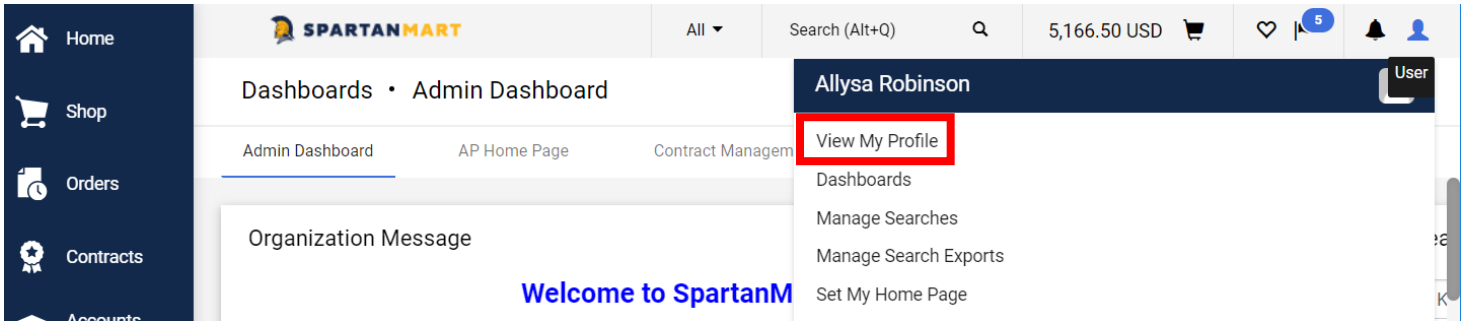 Home
SPARTANMART
All
Search (Alt+Q)
5,166.50 USD
5
Dashboards • Admin Dashboard
Allysa Robinson
User
Shop
View My Profile
Admin Dashboard
AP Home Page
Contract Managem
Dashboards
Orders
Manage Searches
Organization Message
Manage Search Exports
Contracts
Welcome to SpartanM
Set My Home Page
K
Accounts